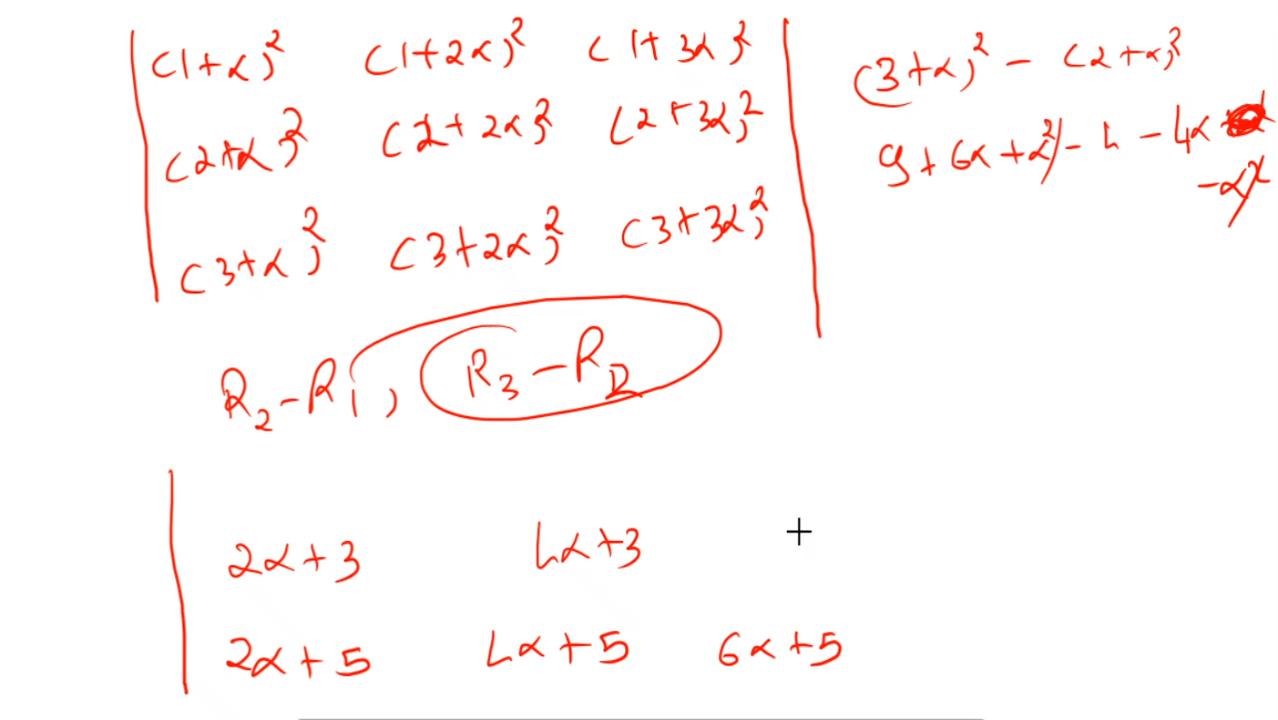 (1+α)² (1+2α)² (1+3α)²
(2+α)² (2+2α)² (2+3α)²
(3+α)² (3+2α)² (3+3α)²
(3+α)² - (2+α)²
9+6α+α² - 4 - 4α
-α²
R₂-R₁, R₃-R₂
2α+3 4α+3
2α+5 4α+5 6α+5